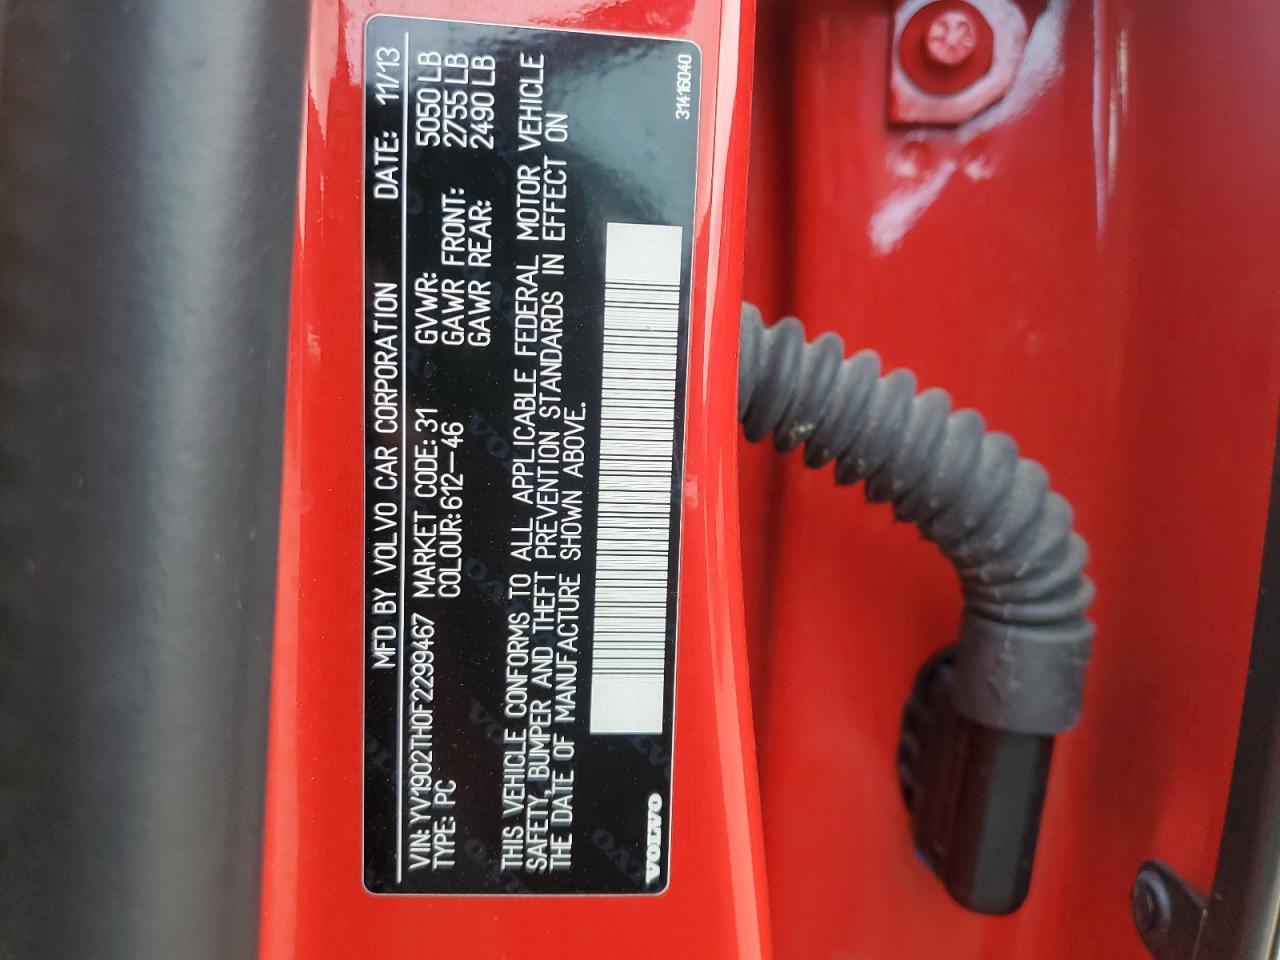 MFD BY VOLVO CAR CORPORATION DATE: 11/13
VIN: YV1902TH0F2299467 MARKET CODE: 31 GVWR: 5050 LB
TYPE: PC COLOUR: 612-46 GAWR FRONT: 2755 LB
GAWR REAR: 2490 LB
THIS VEHICLE CONFORMS TO ALL APPLICABLE FEDERAL MOTOR VEHICLE
SAFETY, BUMPER AND THEFT PREVENTION STANDARDS IN EFFECT ON
THE DATE OF MANUFACTURE SHOWN ABOVE.
VOLVO 31416040